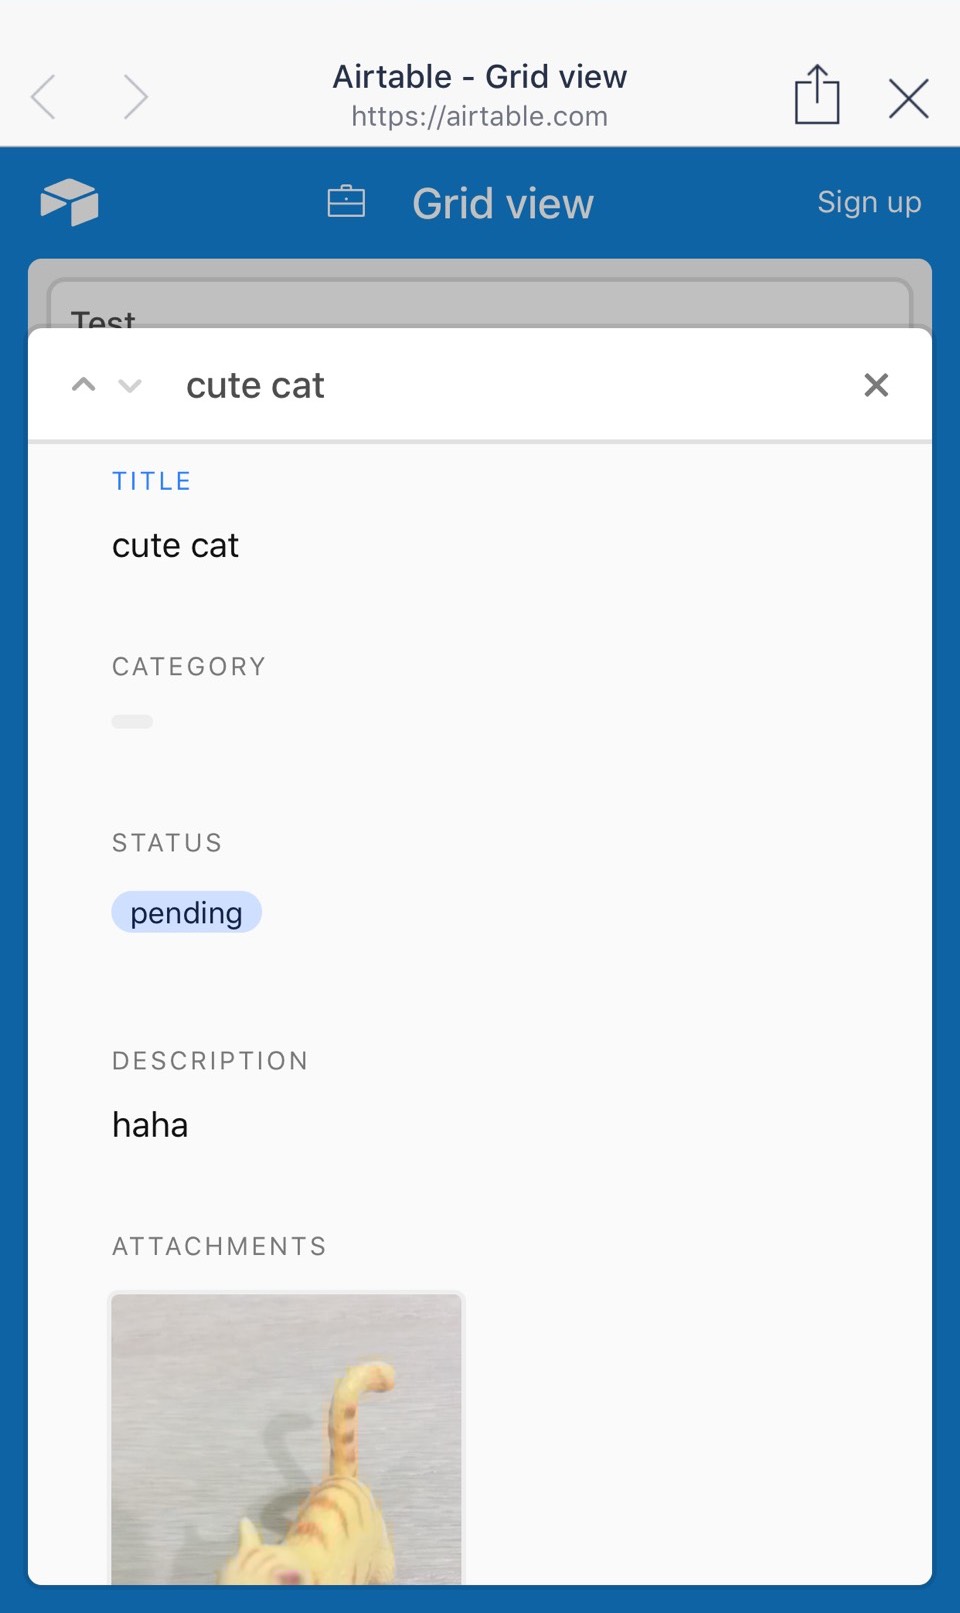 Airtable - Grid view
https://airtable.com
Grid view
Sign up
Test
cute cat
TITLE
cute cat
CATEGORY
STATUS
pending
DESCRIPTION
haha
ATTACHMENTS